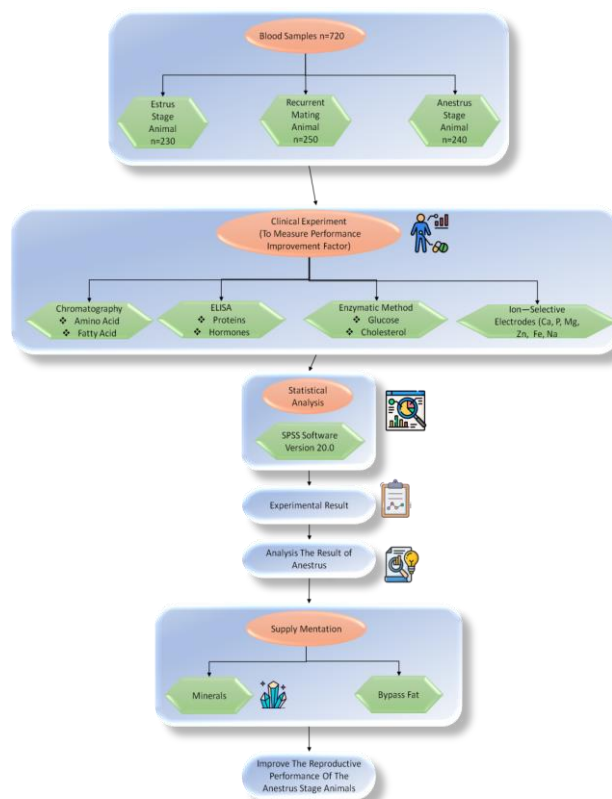 Blood Samples n=720
Estrus
Stage
Animal
n=230
Recurrent
Mating
Animal
n=250
Anestrus
Stage
Animal
n=240
Clinical Experiment
(To Measure Performance
Improvement Factor)
Chromatography
❖ Amino Acid
❖ Fatty Acid
ELISA
❖ Proteins
❖ Hormones
Enzymatic Method
❖ Glucose
❖ Cholesterol
Ion—Selective
Electrodes (Ca, P, Mg,
Zn, Fe, Na
Statistical
Analysis
SPSS Software
Version 20.0
Experimental Result
Analysis The Result of
Anestrus
Supply Mentation
Minerals
Bypass Fat
Improve The Reproductive
Performance Of The
Anestrus Stage Animals